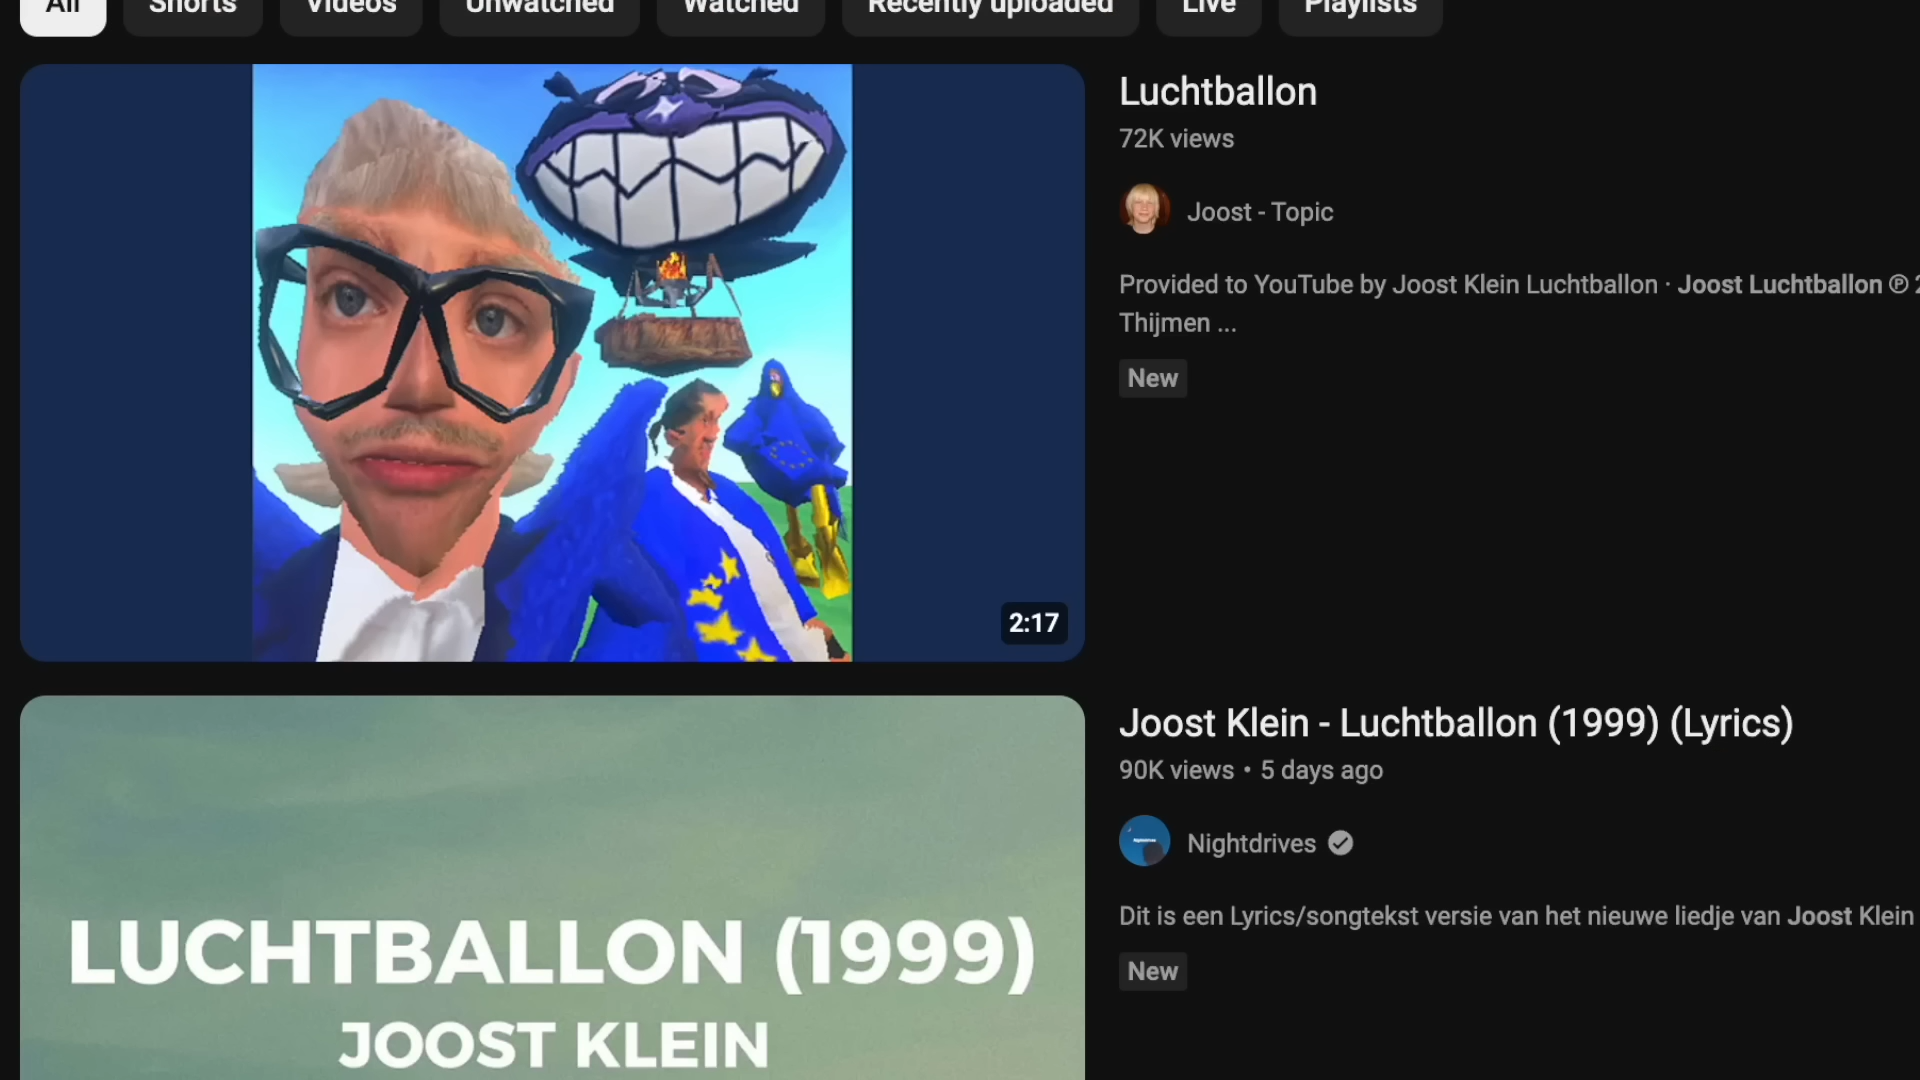 All Shorts Videos Unwatched Watched Recently uploaded Live Playlists
Luchtballon
72K views
Joost - Topic
Provided to YouTube by Joost Klein Luchtballon · Joost Luchtballon ℗ 2
Thijmen ...
New
2:17
Joost Klein - Luchtballon (1999) (Lyrics)
90K views • 5 days ago
Nightdrives
Dit is een Lyrics/songtekst versie van het nieuwe liedje van Joost Klein
New
LUCHTBALLON (1999)
JOOST KLEIN